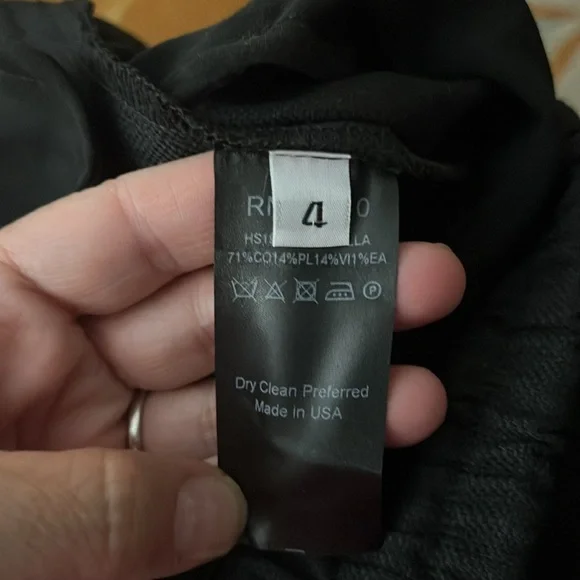 4
71%CO14%PL14%VI1%EA
Dry Clean Preferred
Made in USA